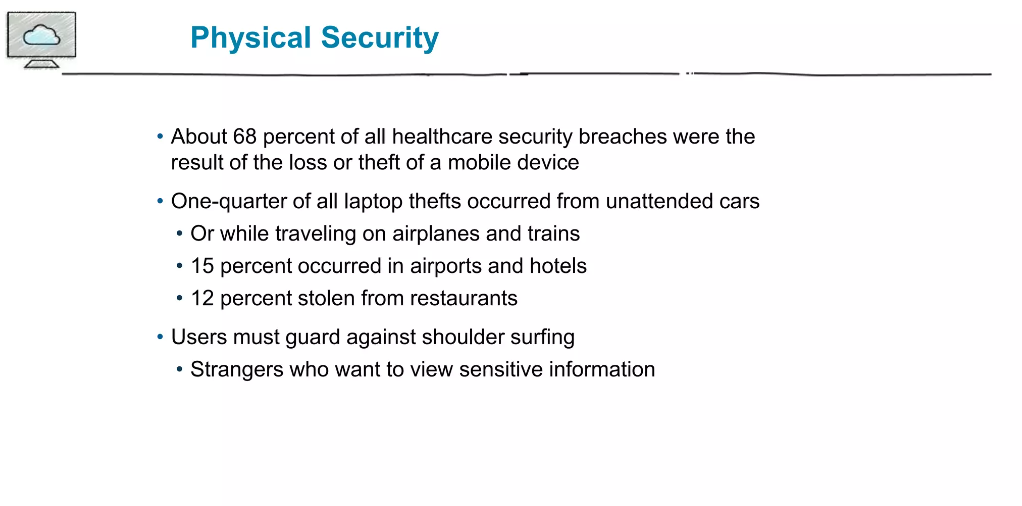 Physical Security
• About 68 percent of all healthcare security breaches were the
result of the loss or theft of a mobile device
• One-quarter of all laptop thefts occurred from unattended cars
• Or while traveling on airplanes and trains
• 15 percent occurred in airports and hotels
• 12 percent stolen from restaurants
• Users must guard against shoulder surfing
• Strangers who want to view sensitive information